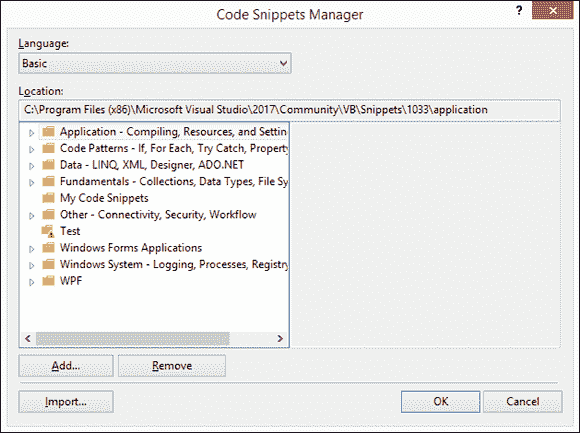 Code Snippets Manager
?
Language:
Basic
Location:
C:\Program Files (x86)\Microsoft Visual Studio\2017\Community\VB\Snippets\1033\application
Application - Compiling, Resources, and Settin
Code Patterns - If, For Each, Try Catch, Property
Data - LINQ, XML, Designer, ADO.NET
Fundamentals - Collections, Data Types, File Sy
My Code Snippets
Other - Connectivity, Security, Workflow
Test
Windows Forms Applications
Windows System - Logging, Processes, Registry
WPF
Add...
Remove
Import...
OK
Cancel